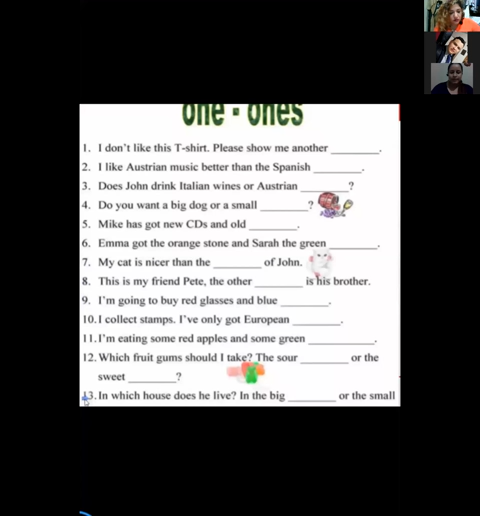 one - ones
1. I don't like this T-shirt. Please show me another ________.
2. I like Austrian music better than the Spanish ________.
3. Does John drink Italian wines or Austrian ________?
4. Do you want a big dog or a small ________?
5. Mike has got new CDs and old ________.
6. Emma got the orange stone and Sarah the green ________.
7. My cat is nicer than the ________ of John.
8. This is my friend Pete, the other ________ is his brother.
9. I'm going to buy red glasses and blue ________.
10. I collect stamps. I've only got European ________.
11. I'm eating some red apples and some green ________.
12. Which fruit gums should I take? The sour ________ or the
sweet ________?
13. In which house does he live? In the big ________ or the small